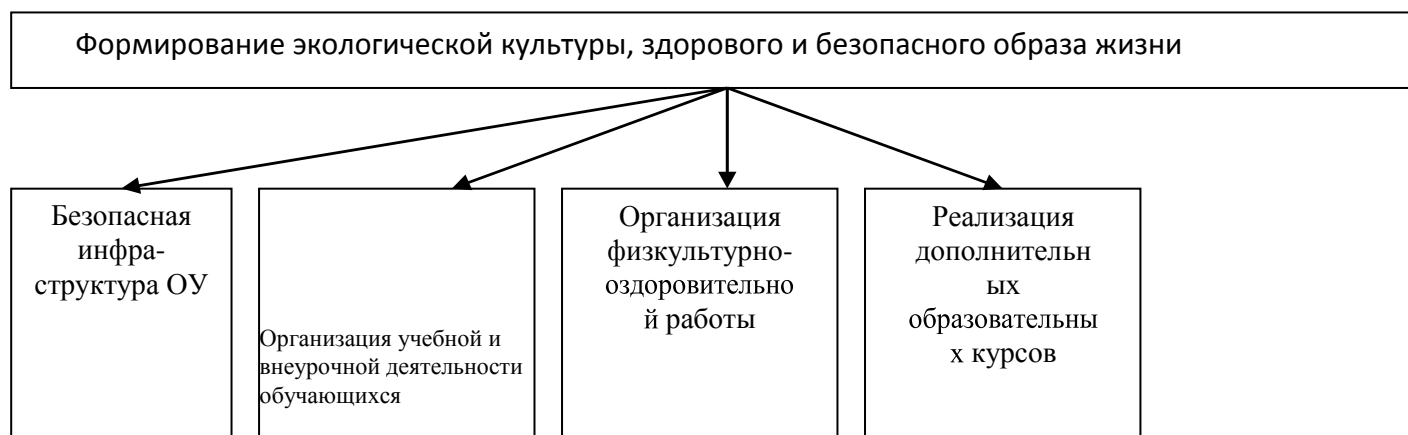 Формирование экологической культуры, здорового и безопасного образа жизни
Безопасная
инфра-
структура ОУ
Организация учебной и
внеурочной деятельности
обучающихся
Организация
физкультурно-
оздоровительно
й работы
Реализация
дополнительн
ых
образовательны
х курсов